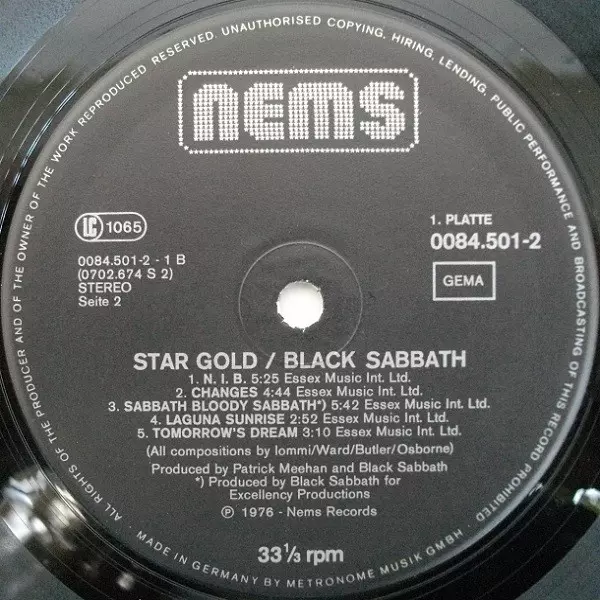 ALL RIGHTS OF THE PRODUCER AND OF THE OWNER OF THE WORK REPRODUCED RESERVED. UNAUTHORISED COPYING, HIRING, LENDING, PUBLIC PERFORMANCE AND BROADCASTING OF THIS RECORD PROHIBITED
nems
LC 1065
1. PLATTE
0084.501-2
0084.501-2 - 1 B
(0702.674 S 2)
STEREO
Seite 2
GEMA
STAR GOLD / BLACK SABBATH
1. N. I. B. 5:25 Essex Music Int. Ltd.
2. CHANGES 4:44 Essex Music Int. Ltd.
3. SABBATH BLOODY SABBATH*) 5:42 Essex Music Int. Ltd.
4. LAGUNA SUNRISE 2:52 Essex Music Int. Ltd.
5. TOMORROW'S DREAM 3:10 Essex Music Int. Ltd.
(All compositions by Iommi/Ward/Butler/Osborne)
Produced by Patrick Meehan and Black Sabbath
*) Produced by Black Sabbath for
Excellency Productions
℗ 1976 - Nems Records
33⅓ rpm
MADE IN GERMANY BY METRONOME MUSIK GMBH